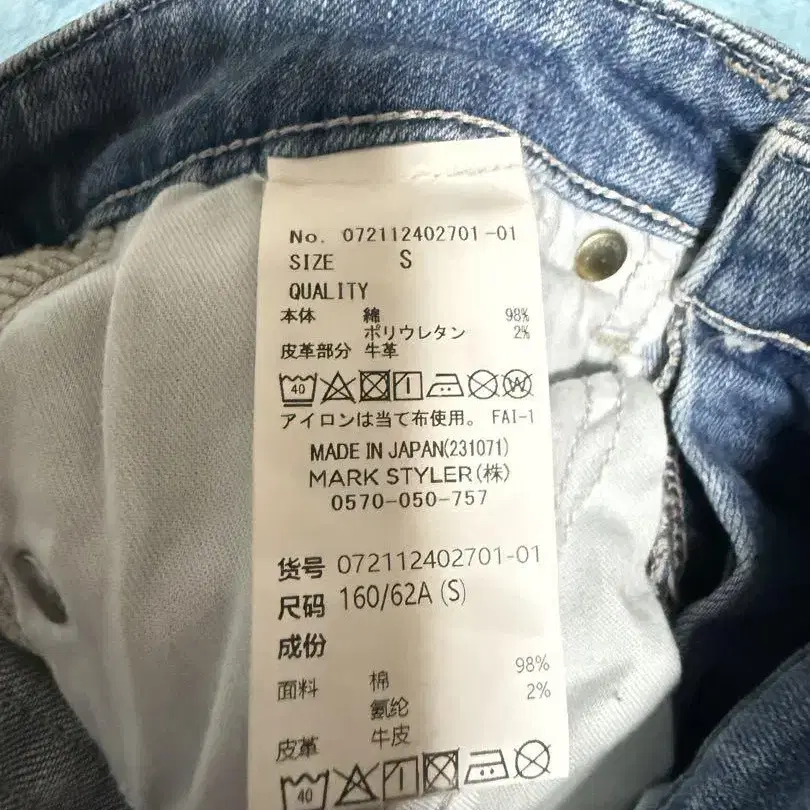 No. 072112402701-01
SIZE S
QUALITY
本体 綿 98%
ポリウレタン 2%
皮革部分 牛革
40 W
アイロンは当て布使用。 FAI-1
MADE IN JAPAN(231071)
MARK STYLER(株)
0570-050-757
货号 072112402701-01
尺码 160/62A (S)
成份
面料 棉 98%
氨纶 2%
皮革 牛皮
40